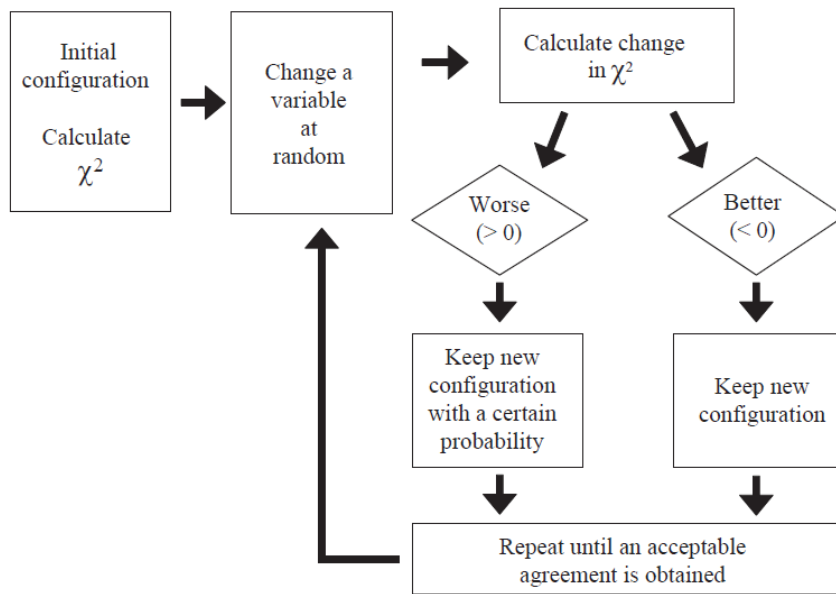 Initial
configuration
Calculate
χ²
Change a
variable
at
random
Calculate change
in χ²
Worse
(> 0)
Better
(< 0)
Keep new
configuration
with a certain
probability
Keep new
configuration
Repeat until an acceptable
agreement is obtained